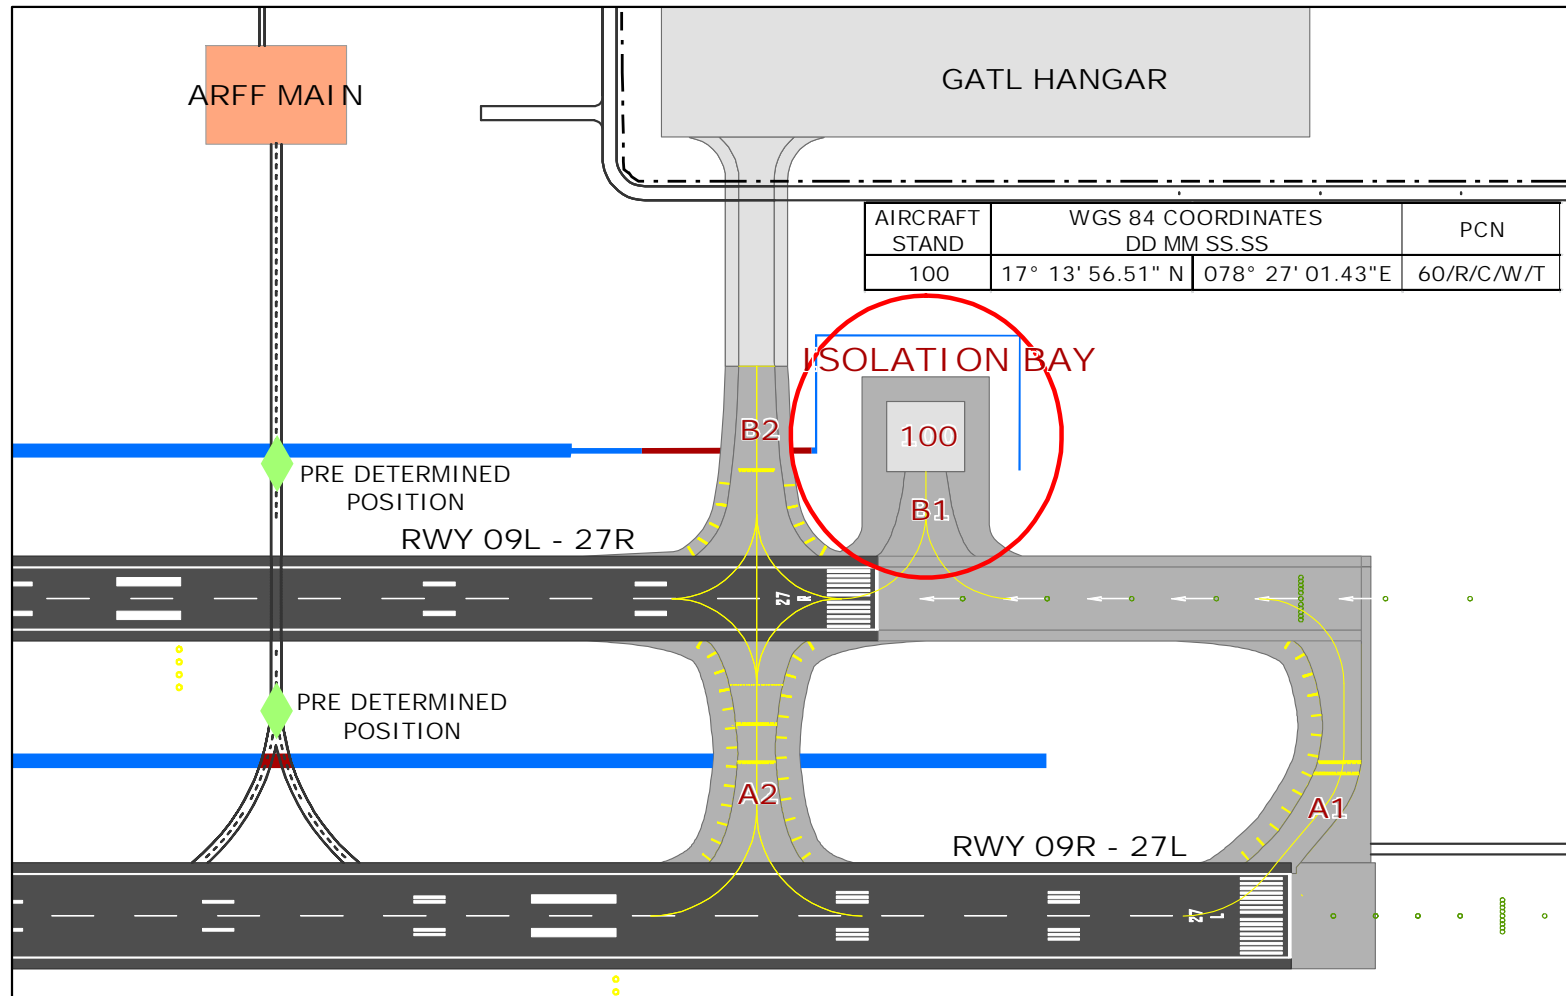 ARFF MAIN
GATL HANGAR
AIRCRAFT STAND
WGS 84 COORDINATES
DD MM SS.SS
PCN
100
17° 13' 56.51" N
078° 27' 01.43"E
60/R/C/W/T
ISOLATION BAY
B2
100
PRE DETERMINED
POSITION
B1
RWY 09L - 27R
27
R
PRE DETERMINED
POSITION
A2
A1
RWY 09R - 27L
27
L